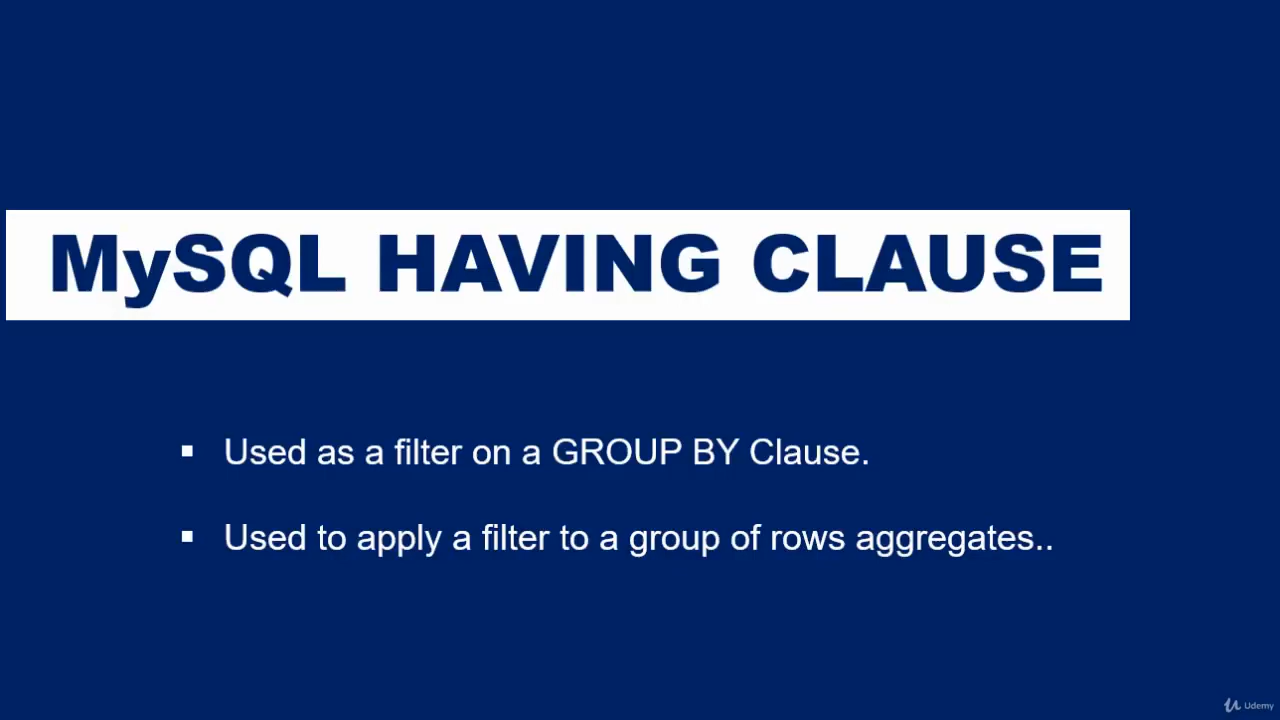 MySQL HAVING CLAUSE
▪ Used as a filter on a GROUP BY Clause.
▪ Used to apply a filter to a group of rows aggregates..
Udemy